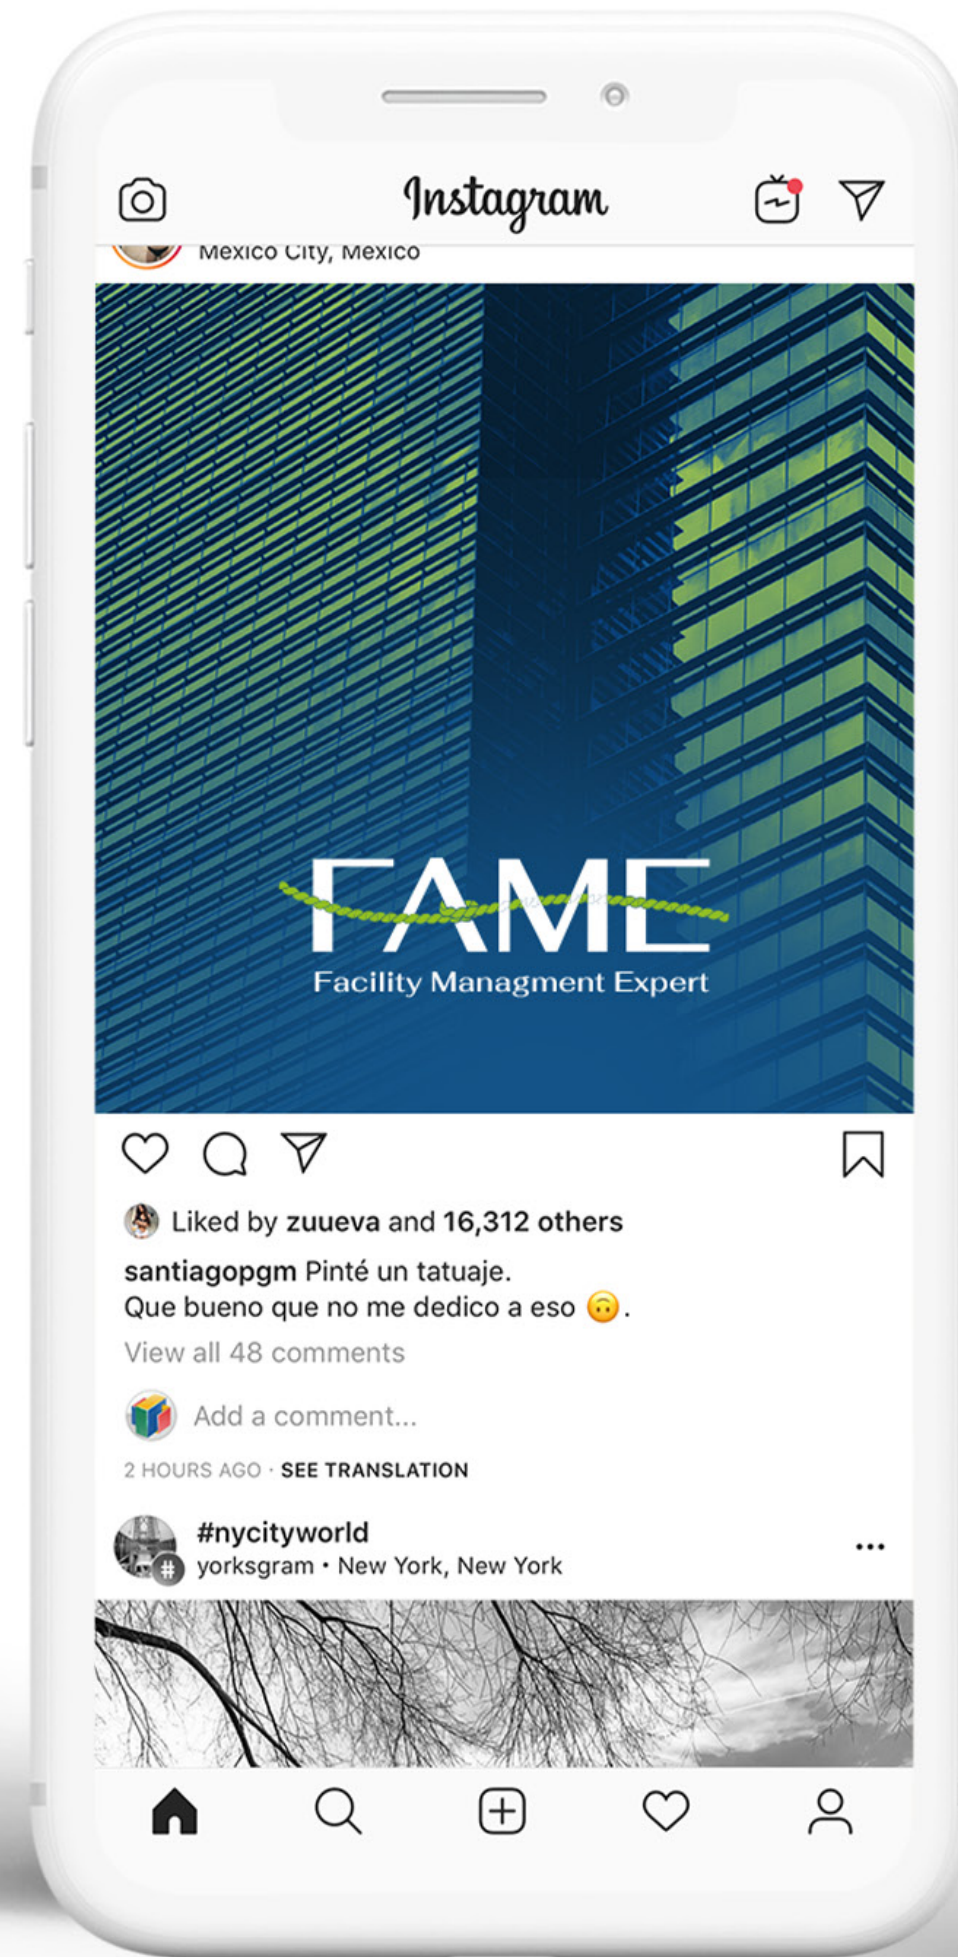 Instagram
Mexico City, Mexico
FAME
Facility Managment Expert
Liked by zuueva and 16,312 others
santiagopgm Pinté un tatuaje.
Que bueno que no me dedico a eso 🙃.
View all 48 comments
Add a comment...
2 HOURS AGO · SEE TRANSLATION
#nycityworld
#
yorksgram • New York, New York